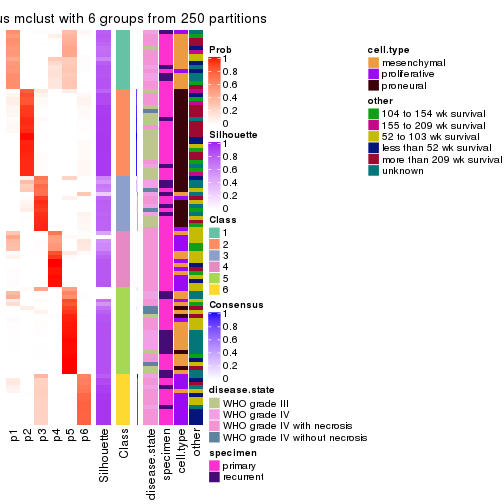 us mclust with 6 groups from 250 partitions
Prob
1
0.8
0.6
0.4
0.2
0
Silhouette
1
0.8
0.6
0.4
0.2
0
Class
1
2
3
4
5
6
Consensus
1
0.8
0.6
0.4
0.2
0
disease.state
WHO grade III
WHO grade IV
WHO grade IV with necrosis
WHO grade IV without necrosis
specimen
primary
recurrent
cell.type
mesenchymal
proliferative
proneural
other
104 to 154 wk survival
155 to 209 wk survival
52 to 103 wk survival
less than 52 wk survival
more than 209 wk survival
unknown
p1
p2
p3
p4
p5
p6
Silhouette
Class
disease.state
specimen
cell.type
other